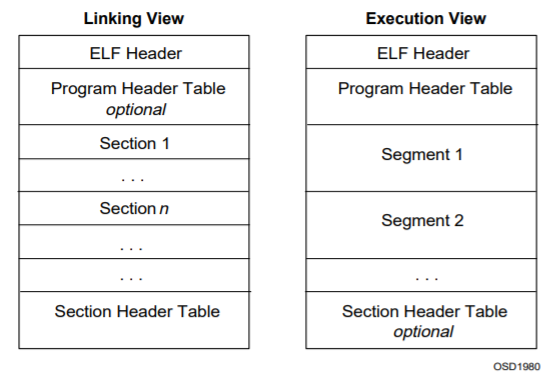 Linking View
ELF Header
Program Header Table
optional
Section 1
. . .
Section n
. . .
. . .
Section Header Table
Execution View
ELF Header
Program Header Table
Segment 1
Segment 2
. . .
Section Header Table
optional
OSD1980